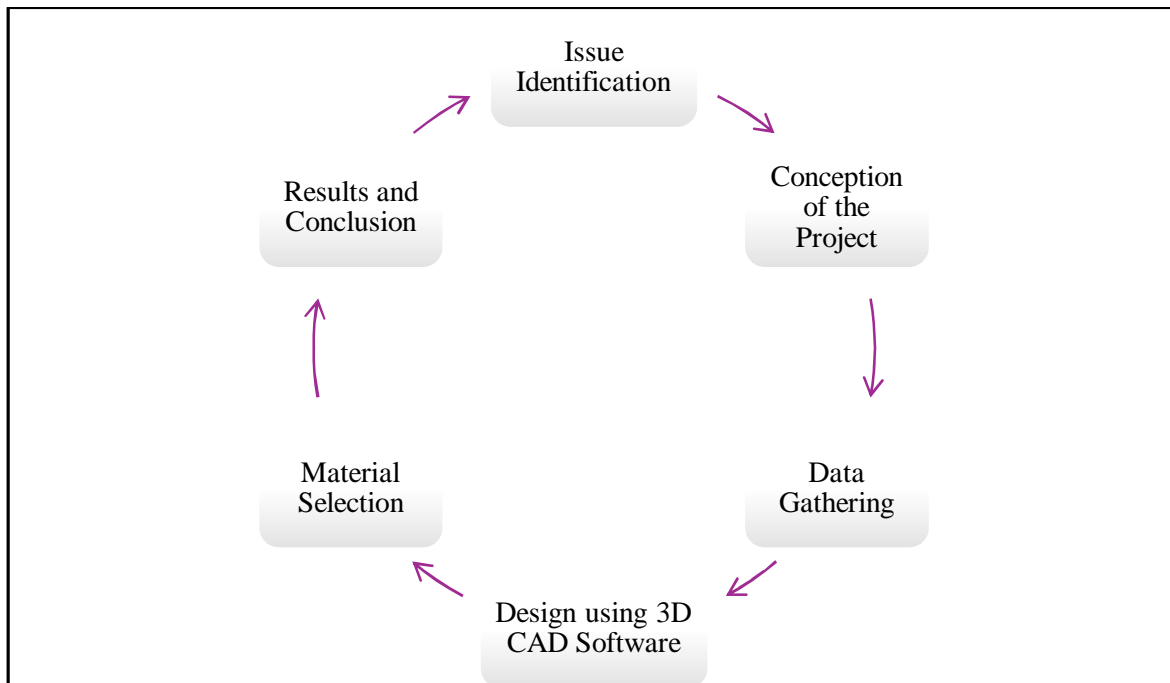 Issue
Identification
Conception
of the
Project
Data
Gathering
Design using 3D
CAD Software
Material
Selection
Results and
Conclusion